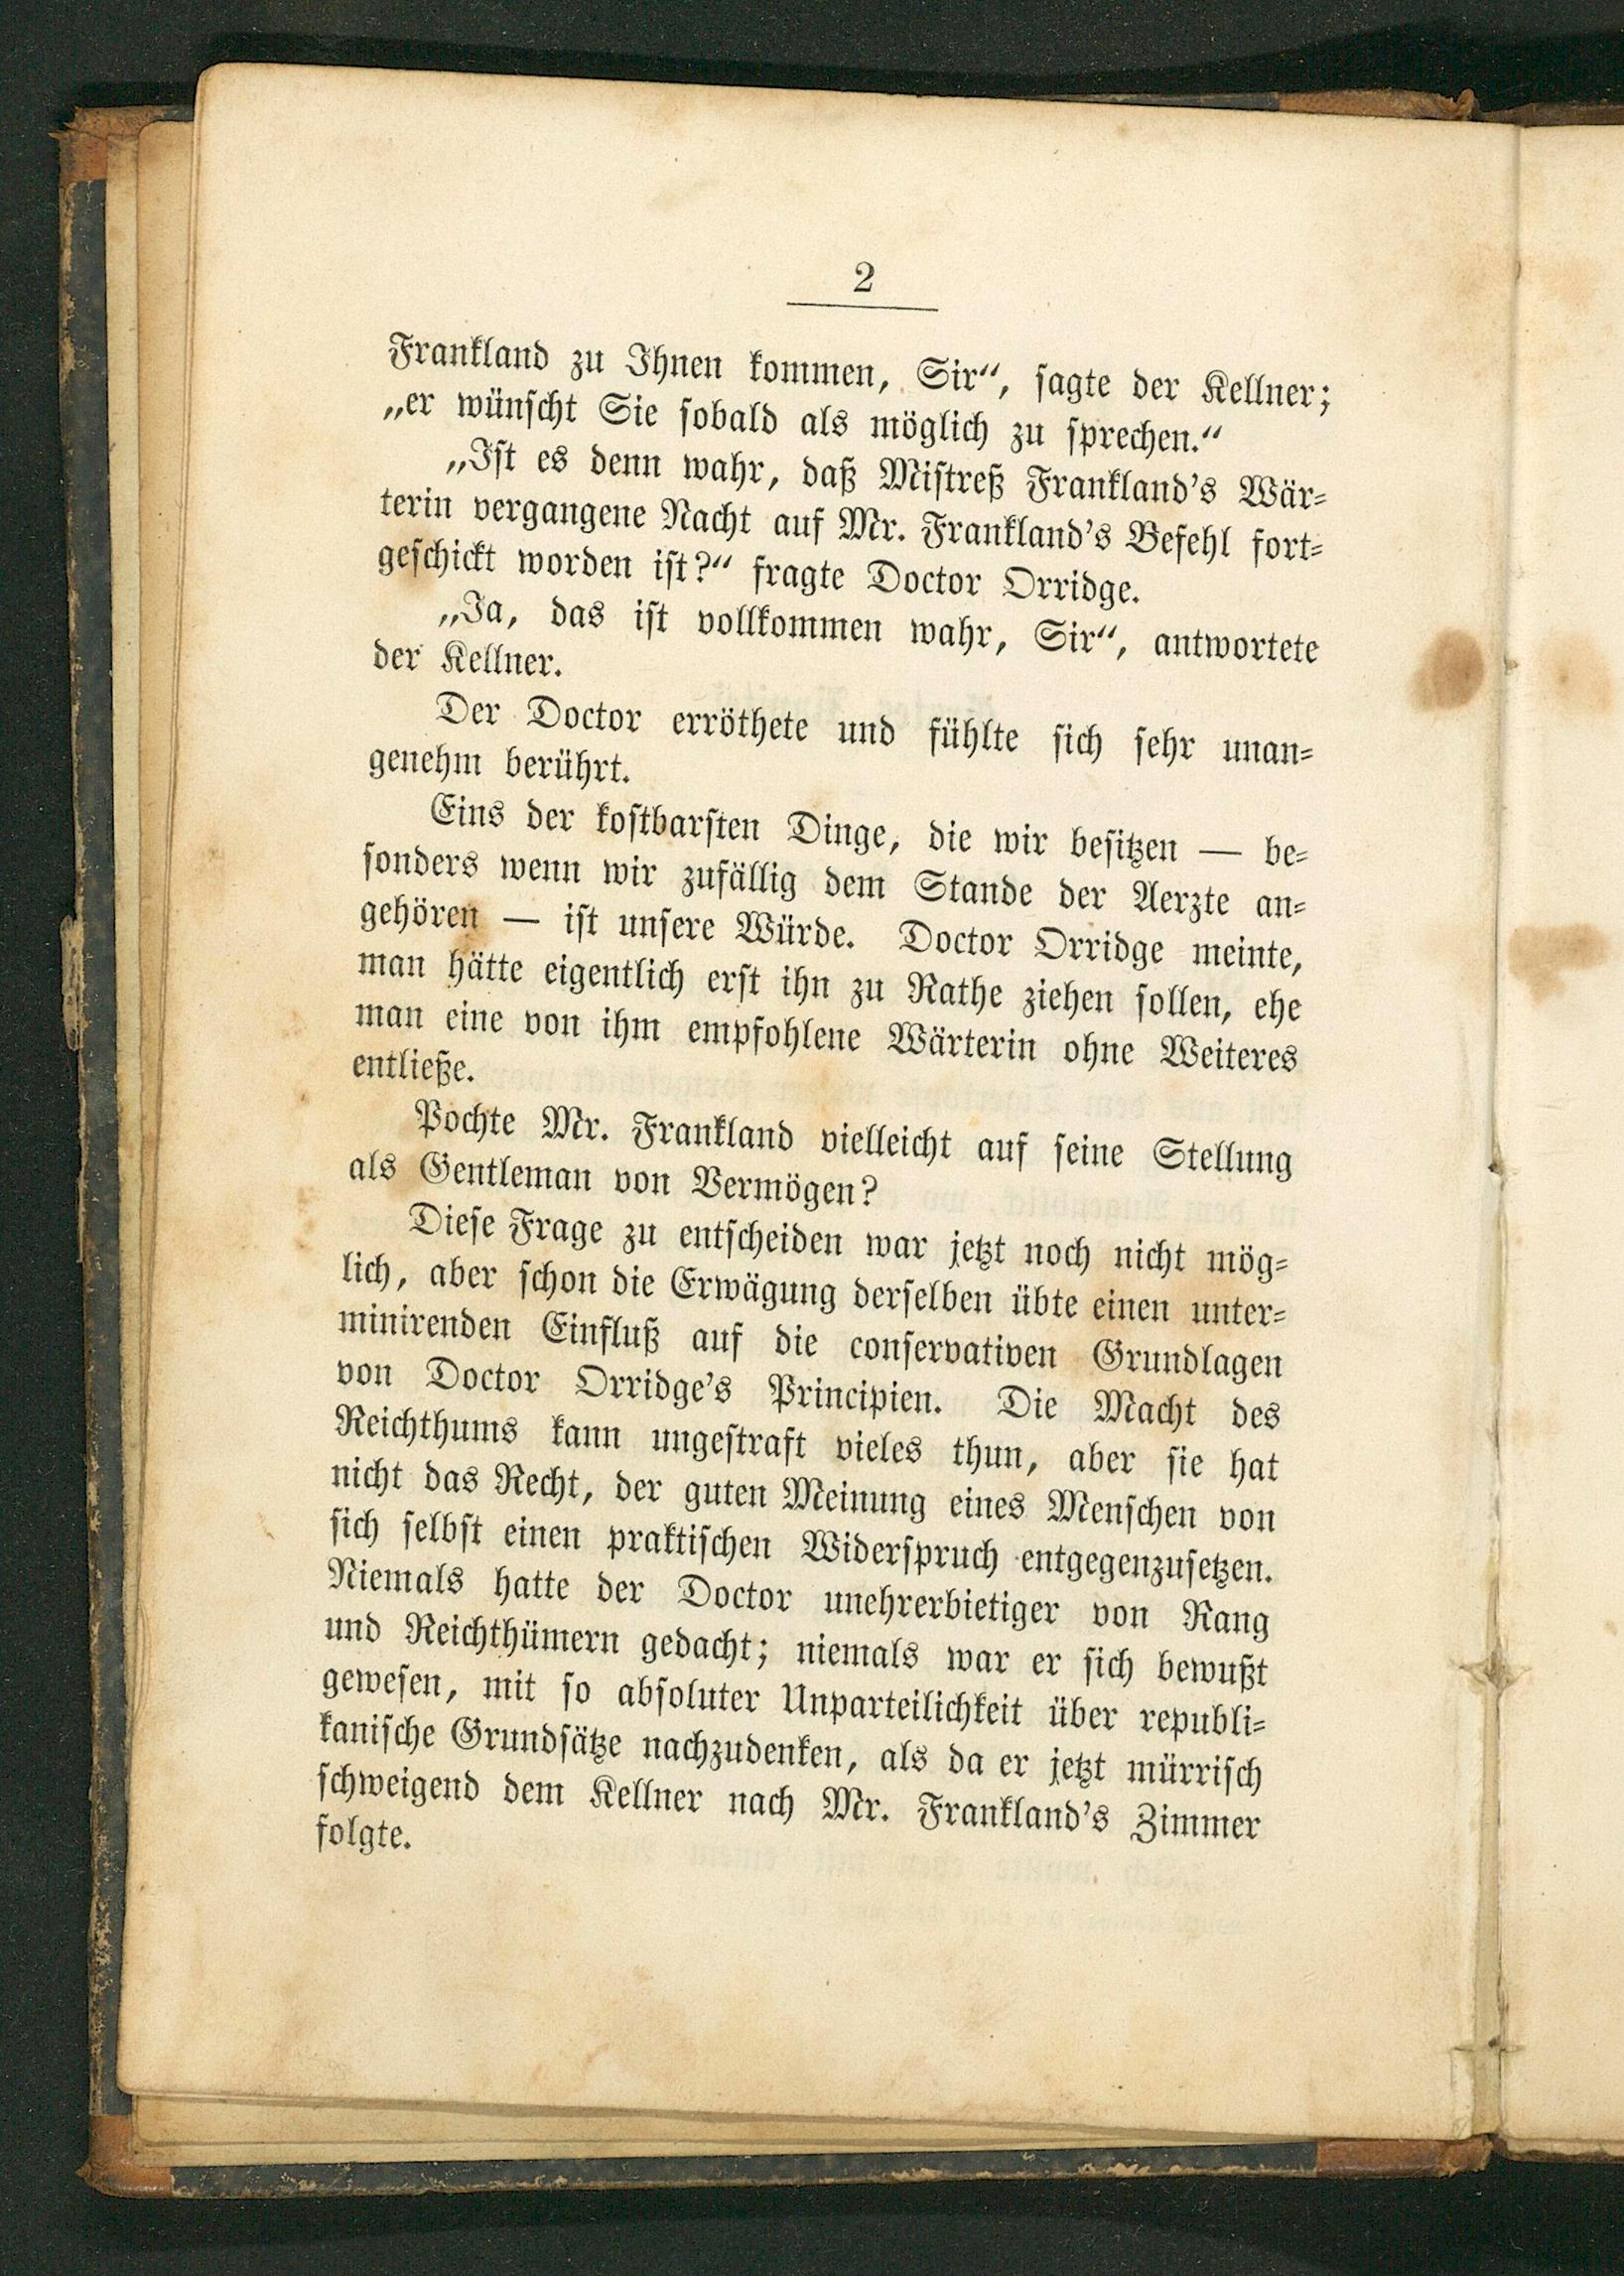 2
Frankland zu Ihnen kommen, Sir“, sagte der Kellner;
„er wünscht Sie sobald als möglich zu sprechen.“
„Ist es denn wahr, daß Mistreß Frankland's Wär-
terin vergangene Nacht auf Mr. Frankland's Befehl fort-
geschickt worden ist?“ fragte Doctor Orridge.
„Ja, das ist vollkommen wahr, Sir“, antwortete
der Kellner.
Der Doctor erröthete und fühlte sich sehr unan-
genehm berührt.
Eins der kostbarsten Dinge, die wir besitzen — be-
sonders wenn wir zufällig dem Stande der Aerzte an-
gehören — ist unsere Würde. Doctor Orridge meinte,
man hätte eigentlich erst ihn zu Rathe ziehen sollen, ehe
man eine von ihm empfohlene Wärterin ohne Weiteres
entließe.
Pochte Mr. Frankland vielleicht auf seine Stellung
als Gentleman von Vermögen?
Diese Frage zu entscheiden war jetzt noch nicht mög-
lich, aber schon die Erwägung derselben übte einen unter-
minirenden Einfluß auf die conservativen Grundlagen
von Doctor Orridge's Principien. Die Macht des
Reichthums kann ungestraft vieles thun, aber sie hat
nicht das Recht, der guten Meinung eines Menschen von
sich selbst einen praktischen Widerspruch entgegenzusetzen.
Niemals hatte der Doctor unehrerbietiger von Rang
und Reichthümern gedacht; niemals war er sich bewußt
gewesen, mit so absoluter Unparteilichkeit über republi-
kanische Grundsätze nachzudenken, als da er jetzt mürrisch
schweigend dem Kellner nach Mr. Frankland's Zimmer
folgte.